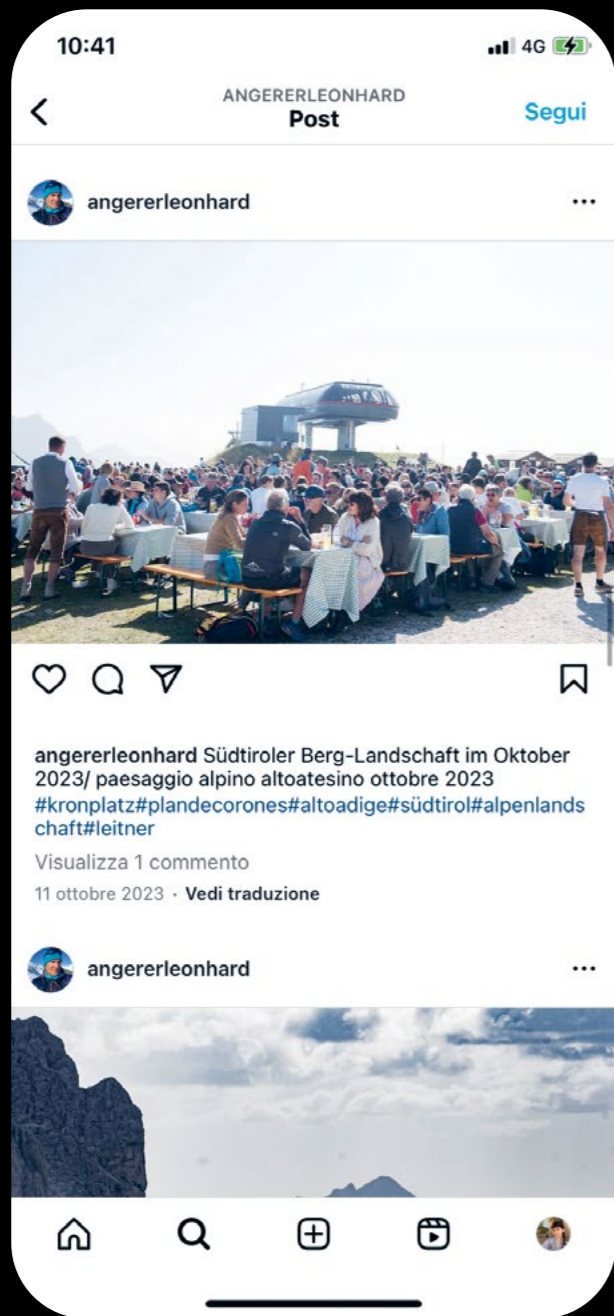 10:41
4G
ANGERERLEONHARD
Post
Segui
angererleonhard
angererleonhard Südtiroler Berg-Landschaft im Oktober
2023/ paesaggio alpino altoatesino ottobre 2023
#kronplatz#plandecorones#altoadige#südtirol#alpenlands
chaft#leitner
Visualizza 1 commento
11 ottobre 2023 · Vedi traduzione
angererleonhard